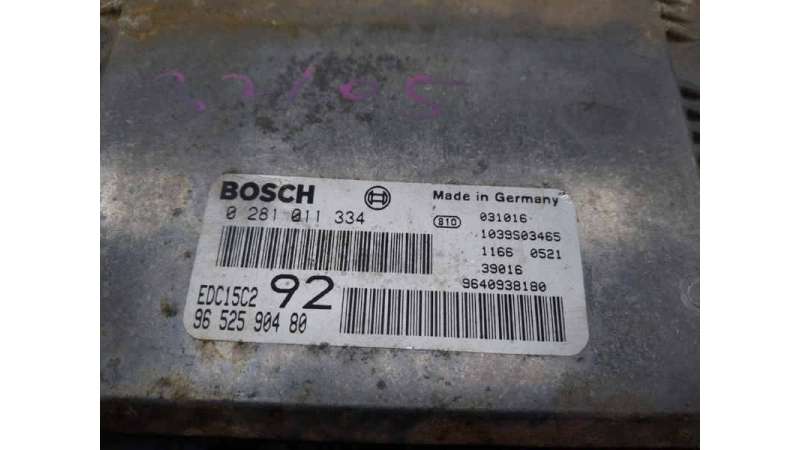 BOSCH
0 281 011 334
EDC15C2 92
96 525 904 80
Made in Germany
810 031016
1039S03465
1166 0521
39016
9640938180